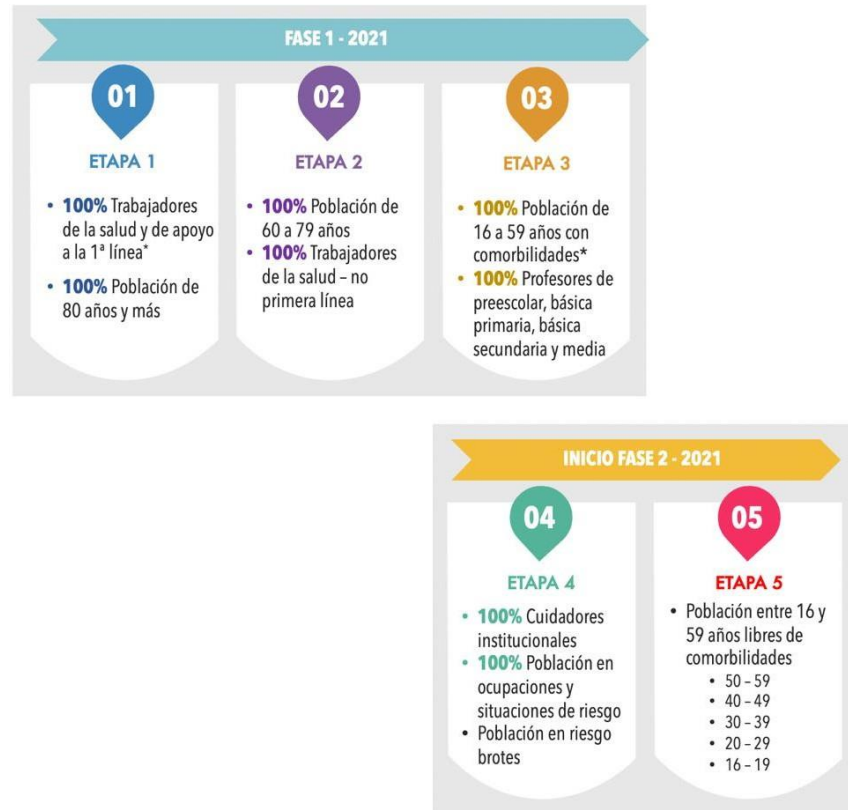 FASE 1 - 2021
01
ETAPA 1
• 100% Trabajadores
de la salud y de apoyo
a la 1ª línea*
• 100% Población de
80 años y más
02
ETAPA 2
• 100% Población de
60 a 79 años
• 100% Trabajadores
de la salud – no
primera línea
03
ETAPA 3
• 100% Población de
16 a 59 años con
comorbilidades*
• 100% Profesores de
preescolar, básica
primaria, básica
secundaria y media
INICIO FASE 2 - 2021
04
ETAPA 4
• 100% Cuidadores
institucionales
• 100% Población en
ocupaciones y
situaciones de riesgo
• Población en riesgo
brotes
05
ETAPA 5
• Población entre 16 y
59 años libres de
comorbilidades
• 50 – 59
• 40 – 49
• 30 – 39
• 20 – 29
• 16 – 19